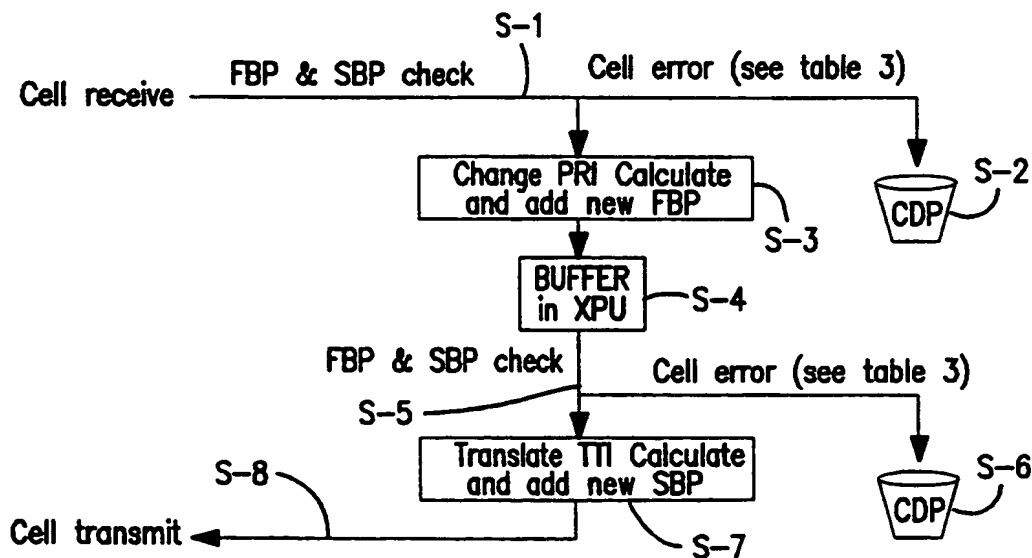 S-1
FBP & SBP check
Cell error (see table 3)
Cell receive
Change PRI Calculate
and add new FBP
S-3
CDP
S-2
BUFFER
in XPU
S-4
FBP & SBP check
Cell error (see table 3)
S-5
Translate TTI Calculate
and add new SBP
S-7
CDP
S-6
S-8
Cell transmit